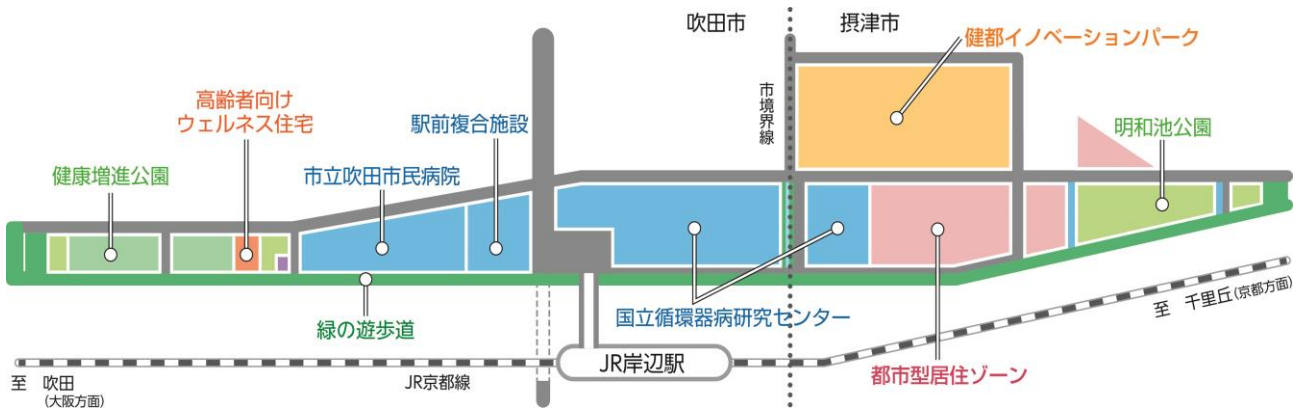 吹田市
摂津市
健都イノベーションパーク
市境界線
高齢者向け
ウェルネス住宅
駅前複合施設
明和池公園
健康増進公園
市立吹田市民病院
緑の遊歩道
国立循環器病研究センター
至 千里丘(京都方面)
JR岸辺駅
都市型居住ゾーン
至 吹田
(大阪方面)
JR京都線